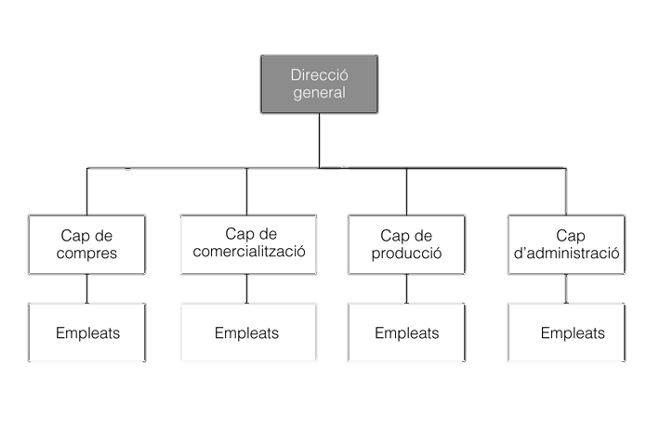 Direcció
general
Cap de
compres
Cap de
comercialització
Cap de
producció
Cap
d'administració
Empleats
Empleats
Empleats
Empleats